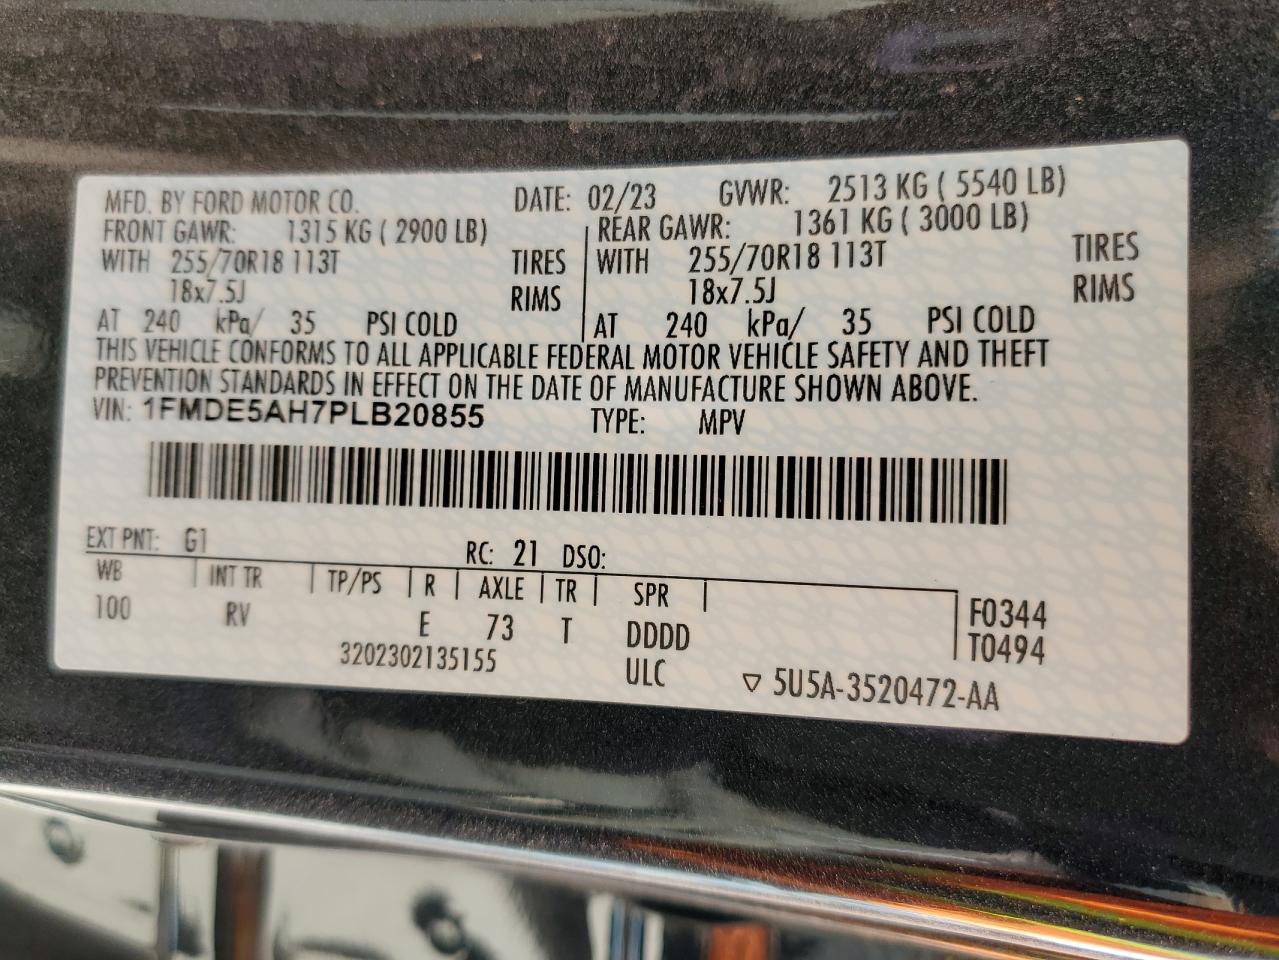 MFD. BY FORD MOTOR CO. DATE: 02/23 GVWR: 2513 KG ( 5540 LB)
FRONT GAWR: 1315 KG ( 2900 LB) REAR GAWR: 1361 KG ( 3000 LB)
WITH 255/70R18 113T TIRES WITH 255/70R18 113T TIRES
18x7.5J RIMS 18x7.5J RIMS
AT 240 kPa/ 35 PSI COLD AT 240 kPa/ 35 PSI COLD
THIS VEHICLE CONFORMS TO ALL APPLICABLE FEDERAL MOTOR VEHICLE SAFETY AND THEFT
PREVENTION STANDARDS IN EFFECT ON THE DATE OF MANUFACTURE SHOWN ABOVE.
VIN: 1FMDE5AH7PLB20855 TYPE: MPV
EXT PNT: G1 RC: 21 DSO:
WB INT TR TP/PS R AXLE TR SPR F0344
100 RV E 73 T DDDD T0494
3202302135155 ULC ▽ 5U5A-3520472-AA